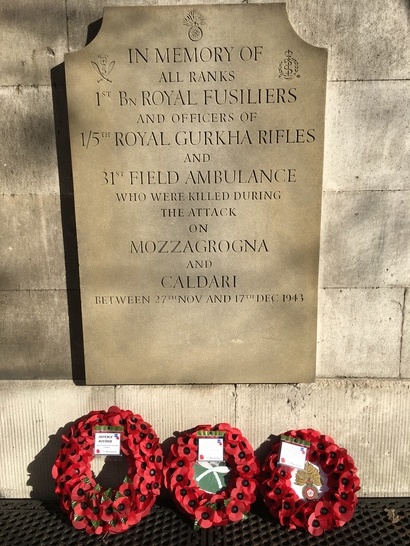 IN MEMORY OF
ALL RANKS
1ST BN ROYAL FUSILIERS
AND OFFICERS OF
1/5TH ROYAL GURKHA RIFLES
AND
31ST FIELD AMBULANCE
WHO WERE KILLED DURING
THE ATTACK
ON
MOZZAGROGNA
AND
CALDARI
BETWEEN 27TH NOV AND 17TH DEC 1943